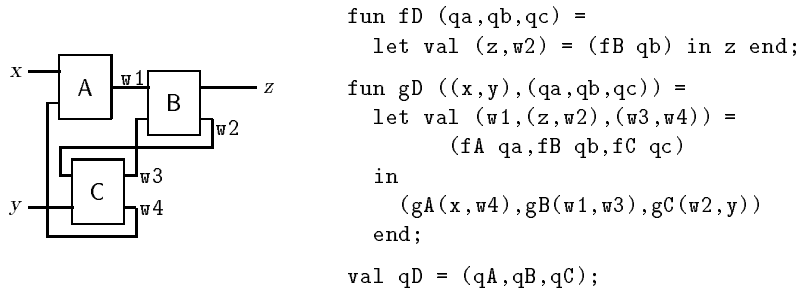 x
A
w1
B
z
w2
C
w3
y
w4
fun fD (qa,qb,qc) =
let val (z,w2) = (fB qb) in z end;
fun gD ((x,y),(qa,qb,qc)) =
let val (w1,(z,w2),(w3,w4)) =
(fA qa,fB qb,fC qc)
in
(gA(x,w4),gB(w1,w3),gC(w2,y))
end;
val qD = (qA,qB,qC);